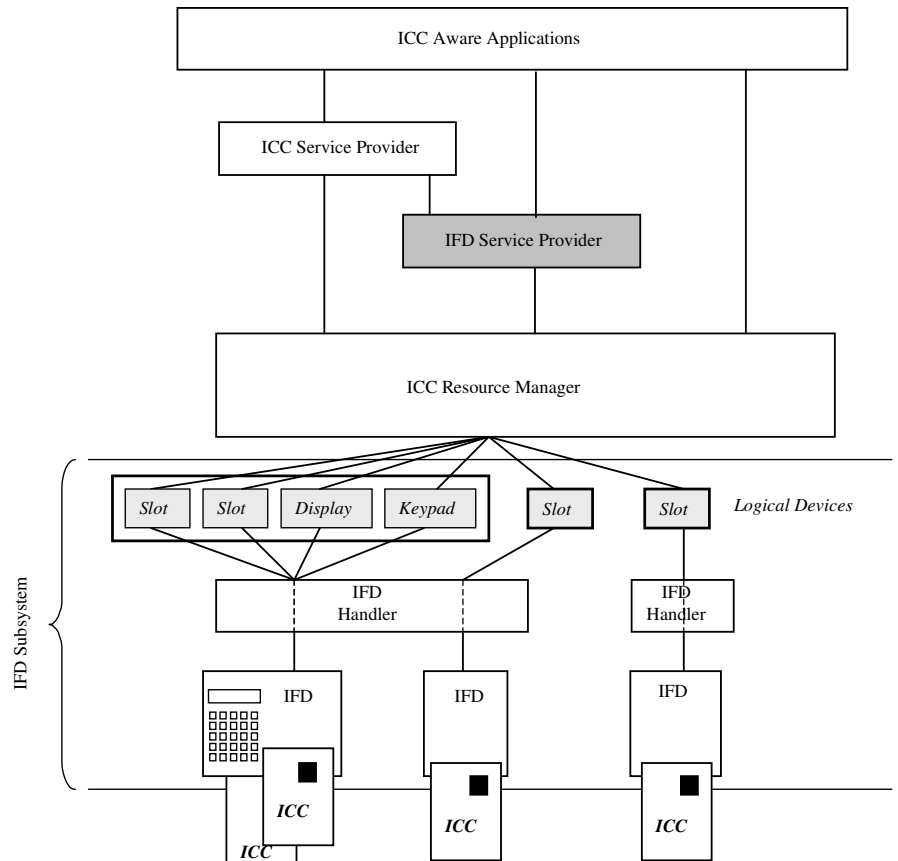 ICC Aware Applications
ICC Service Provider
IFD Service Provider
ICC Resource Manager
Slot
Slot
Display
Keypad
Slot
Slot
Logical Devices
IFD
Handler
IFD
Handler
IFD Subsystem
IFD
IFD
IFD
ICC
ICC
ICC
ICC